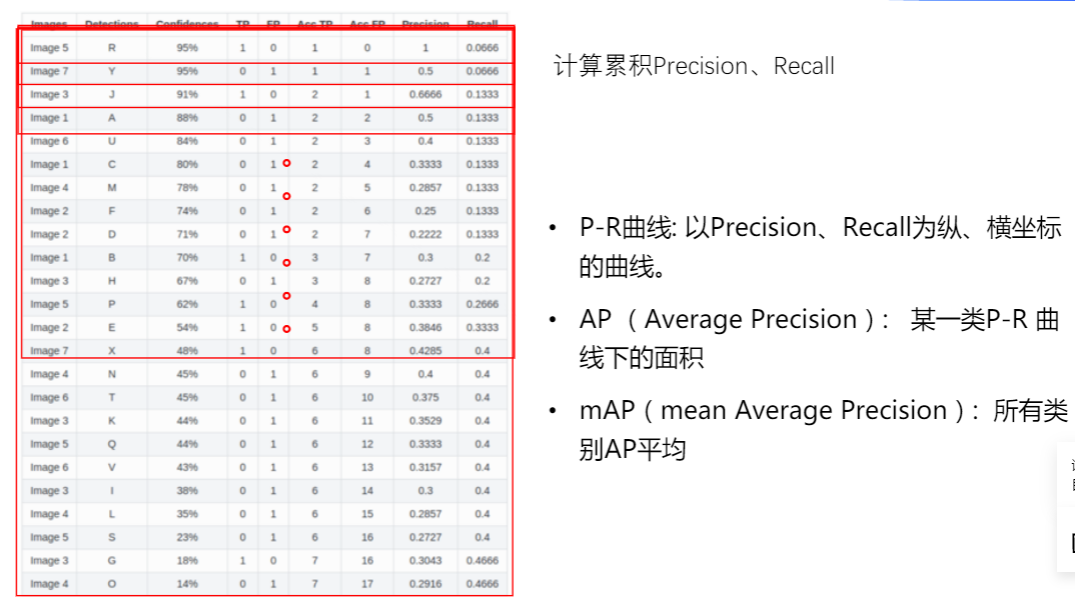 Images Detections Confidences TP FP Acc TP Acc FP Precision Recall
Image 5 R 95% 1 0 1 0 1 0.0666
Image 7 Y 95% 0 1 1 1 0.5 0.0666
Image 3 J 91% 1 0 2 1 0.6666 0.1333
Image 1 A 88% 0 1 2 2 0.5 0.1333
Image 6 U 84% 0 1 2 3 0.4 0.1333
Image 1 C 80% 0 1 2 4 0.3333 0.1333
Image 4 M 78% 0 1 2 5 0.2857 0.1333
Image 2 F 74% 0 1 2 6 0.25 0.1333
Image 2 D 71% 0 1 2 7 0.2222 0.1333
Image 1 B 70% 1 0 3 7 0.3 0.2
Image 3 H 67% 0 1 3 8 0.2727 0.2
Image 5 P 62% 1 0 4 8 0.3333 0.2666
Image 2 E 54% 1 0 5 8 0.3846 0.3333
Image 7 X 48% 1 0 6 8 0.4285 0.4
Image 4 N 45% 0 1 6 9 0.4 0.4
Image 6 T 45% 0 1 6 10 0.375 0.4
Image 3 K 44% 0 1 6 11 0.3529 0.4
Image 5 Q 44% 0 1 6 12 0.3333 0.4
Image 6 V 43% 0 1 6 13 0.3157 0.4
Image 3 I 38% 0 1 6 14 0.3 0.4
Image 4 L 35% 0 1 6 15 0.2857 0.4
Image 5 S 23% 0 1 6 16 0.2727 0.4
Image 3 G 18% 1 0 7 16 0.3043 0.4666
Image 4 O 14% 0 1 7 17 0.2916 0.4666
计算累积Precision、Recall
• P-R曲线: 以Precision、Recall为纵、横坐标
的曲线。
• AP （Average Precision）： 某一类P-R 曲
线下的面积
• mAP（mean Average Precision）：所有类
别AP平均